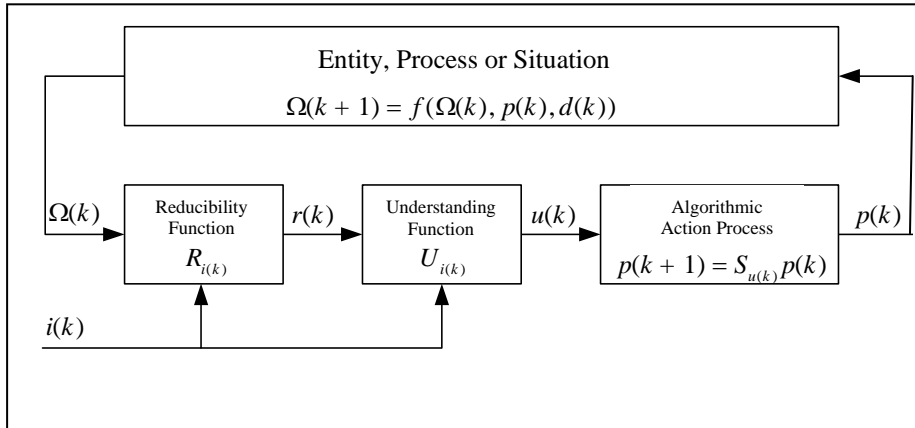 Entity, Process or Situation
Ω(k + 1) = f(Ω(k), p(k), d(k))
Ω(k)
Reducibility
Function
R_{i(k)}
r(k)
Understanding
Function
U_{i(k)}
u(k)
Algorithmic
Action Process
p(k + 1) = S_{u(k)} p(k)
p(k)
i(k)